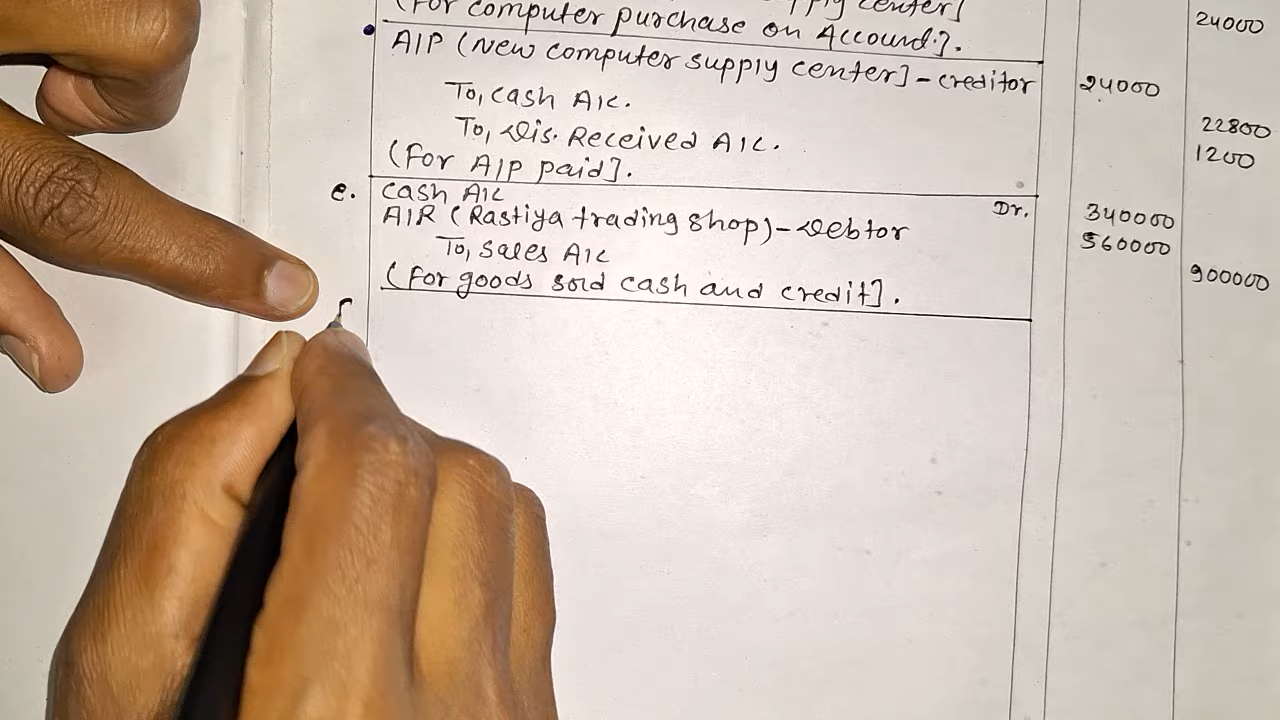 (For computer purchase on Account]. 24000
A/P (New computer supply center] - creditor 24000
To, cash A/c. 22800
To, Dis. Received A/c. 1200
(For A/P paid].
e. cash A/c Dr. 340000
A/R (Rastiya trading shop) - Debtor 560000
To, sales A/c 900000
(for goods sold cash and credit].